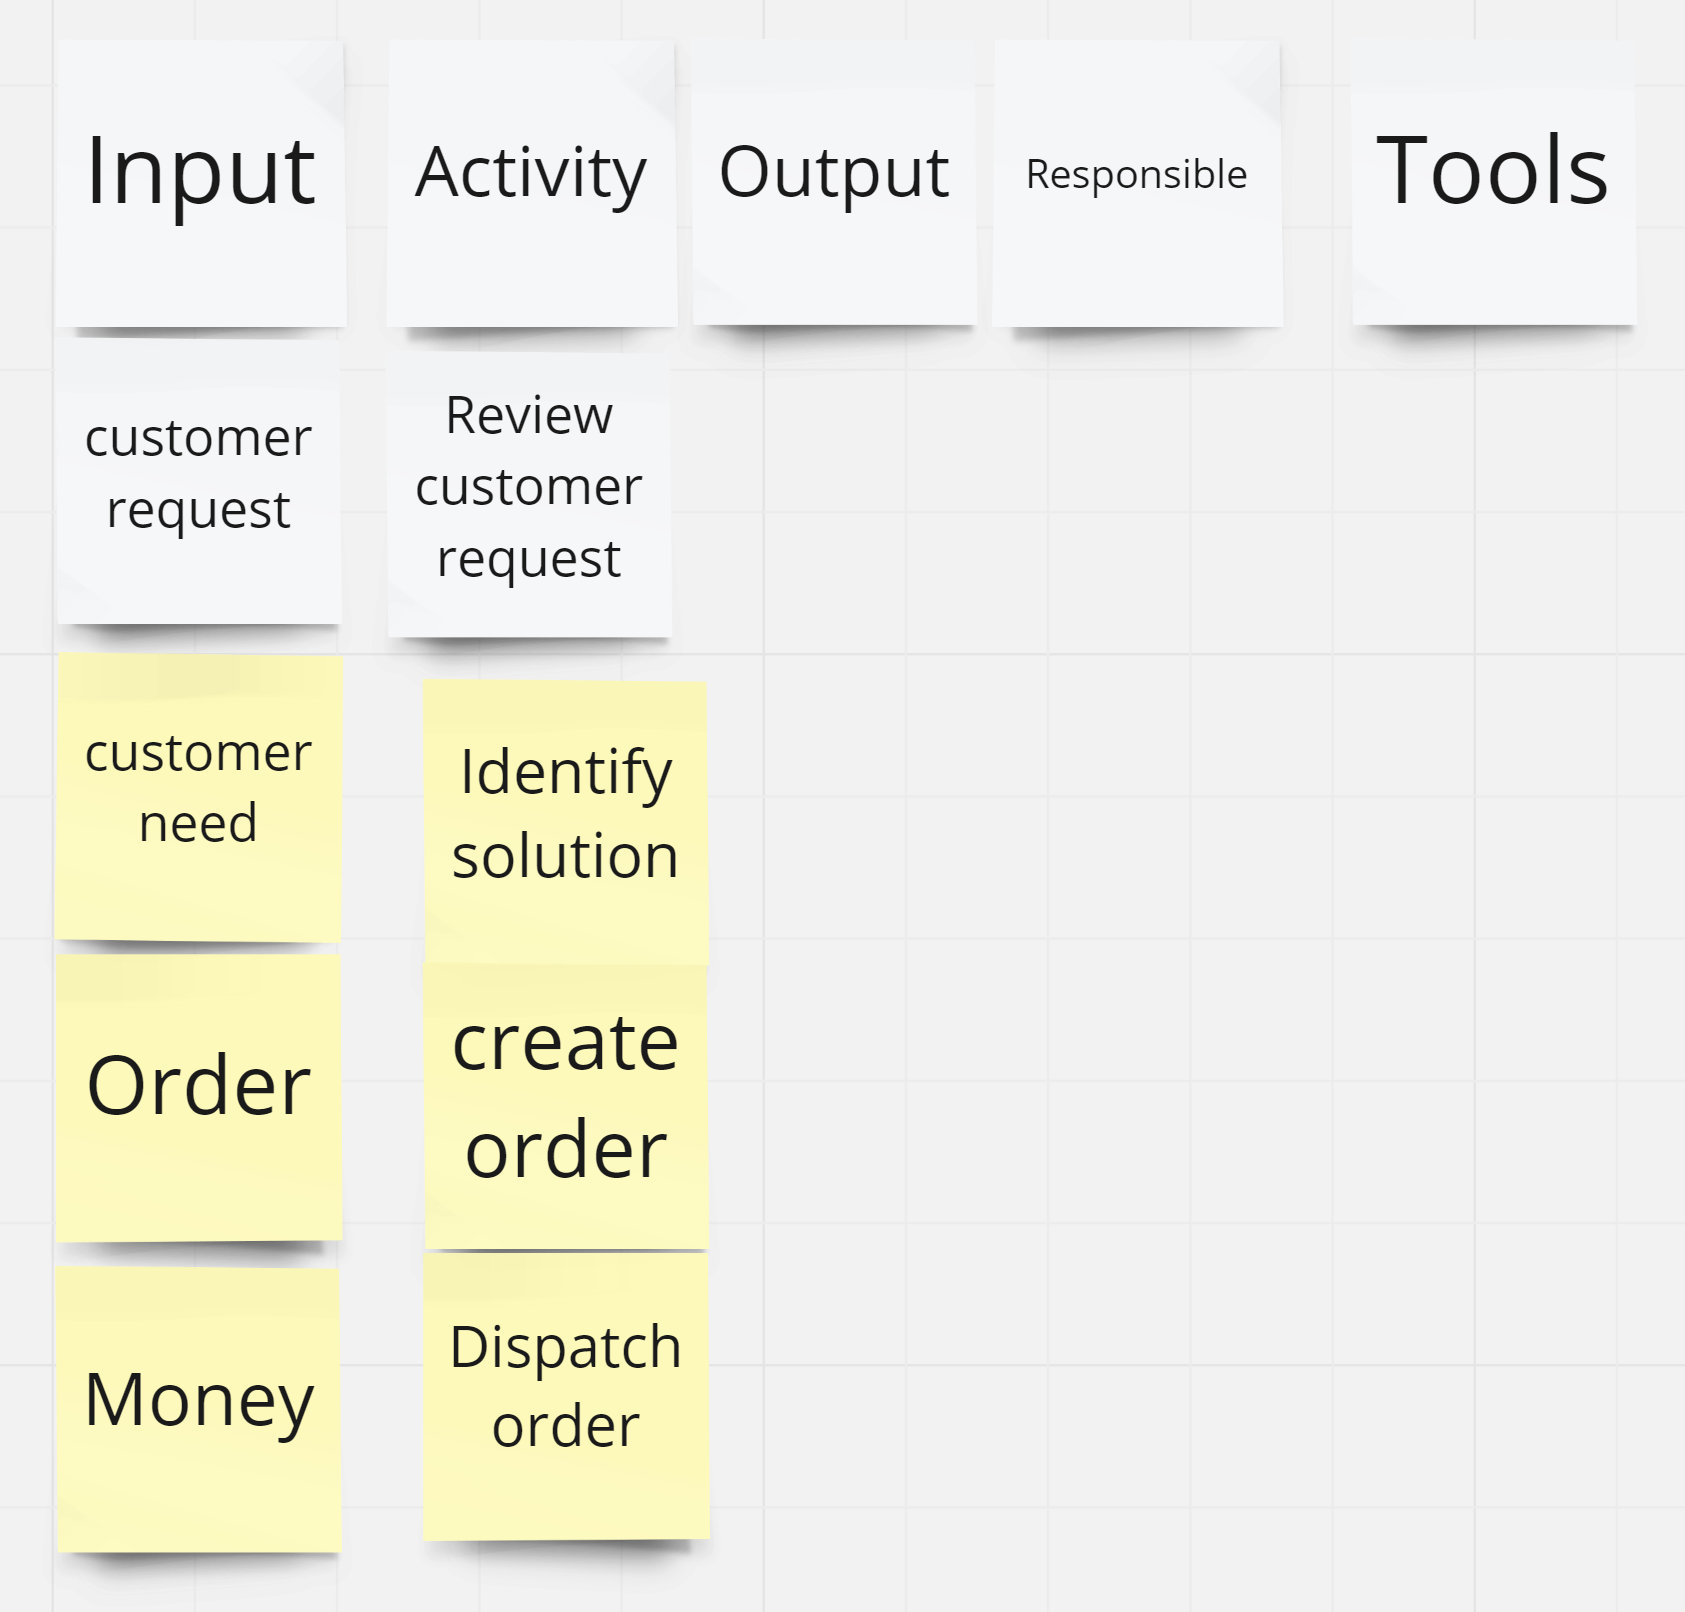 Input
Activity
Output
Responsible
Tools
customer
request
Review
customer
request
customer
need
Identify
solution
Order
create
order
Money
Dispatch
order